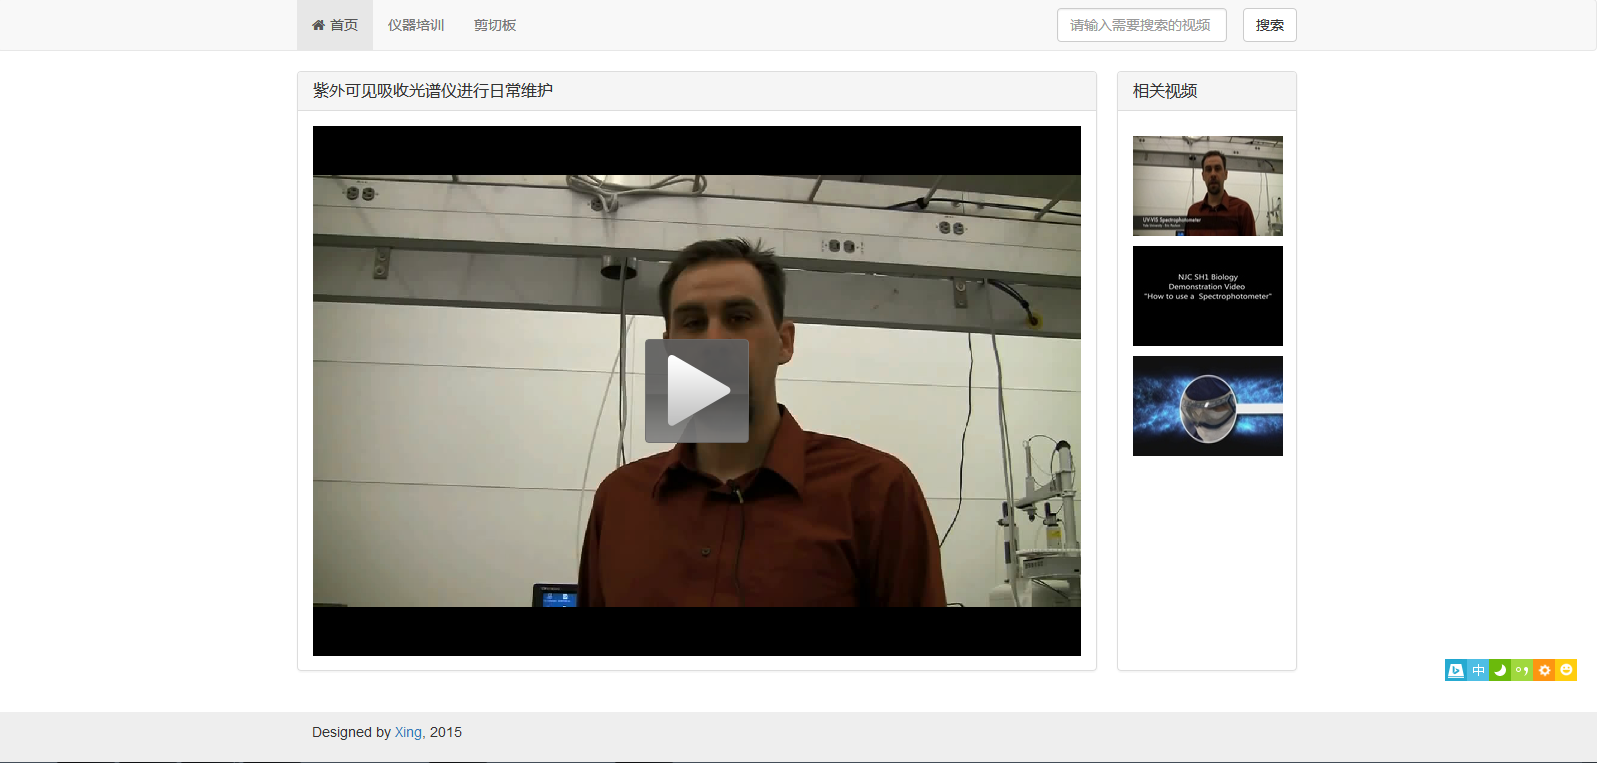 首页 仪器培训 剪切板 请输入需要搜索的视频 搜索
紫外可见吸收光谱仪进行日常维护
相关视频
UV-VIS Spectrophotometer
NJC SH1 Biology
Demonstration Video
"How to use a Spectrophotometer"
中
Designed by Xing, 2015